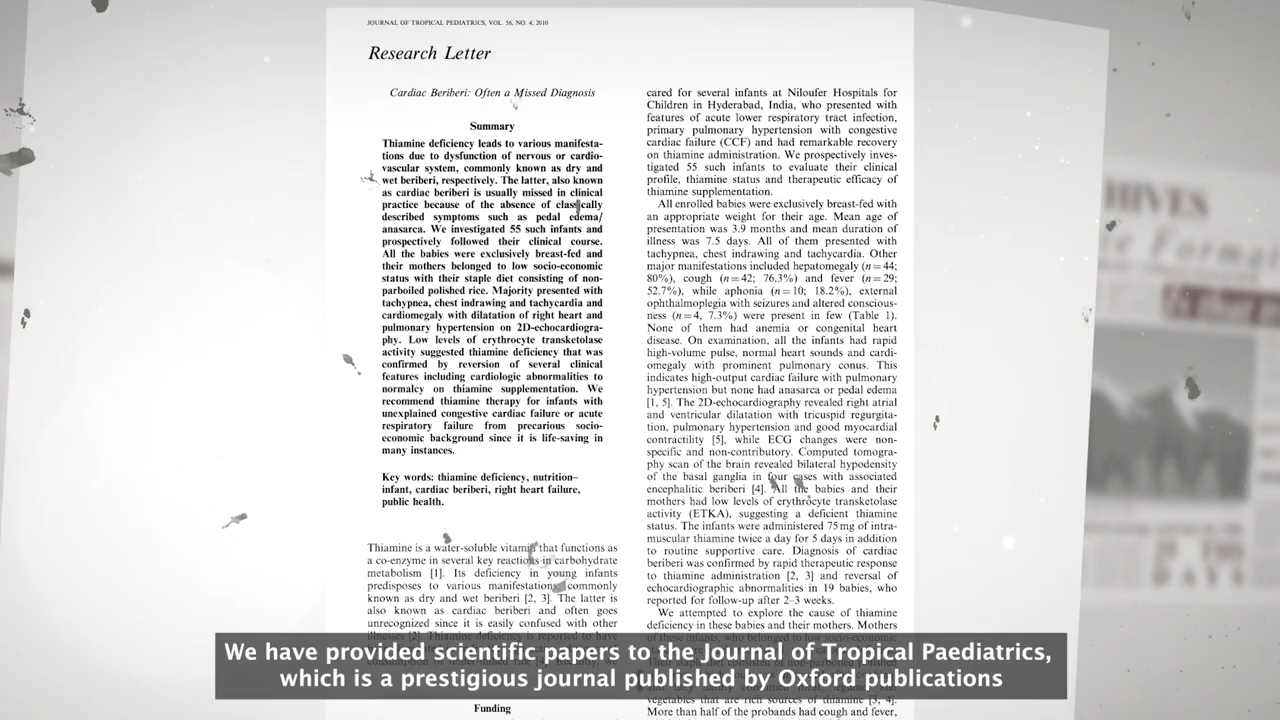 JOURNAL OF TROPICAL PEDIATRICS, VOL. 56, NO. 4, 2010
Research Letter
Cardiac Beriberi: Often a Missed Diagnosis
Summary
Thiamine deficiency leads to various manifesta-
tions due to dysfunction of nervous or cardio-
vascular system, commonly known as dry and
wet beriberi, respectively. The latter, also known
as cardiac beriberi is usually missed in clinical
practice because of the absence of classically
described symptoms such as pedal edema/
anasarca. We investigated 55 such infants and
prospectively followed their clinical course.
All the babies were exclusively breast-fed and
their mothers belonged to low socio-economic
status with their staple diet consisting of non-
parboiled polished rice. Majority presented with
tachypnea, chest indrawing and tachycardia and
cardiomegaly with dilatation of right heart and
pulmonary hypertension on 2D-echocardiogra-
phy. Low levels of erythrocyte transketolase
activity suggested thiamine deficiency that was
confirmed by reversion of several clinical
features including cardiologic abnormalities to
normalcy on thiamine supplementation. We
recommend thiamine therapy for infants with
unexplained congestive cardiac failure or acute
respiratory failure from precarious socio-
economic background since it is life-saving in
many instances.
Key words: thiamine deficiency, nutrition–
infant, cardiac beriberi, right heart failure,
public health.
Thiamine is a water-soluble vitamin that functions as
a co-enzyme in several key reactions in carbohydrate
metabolism [1]. Its deficiency in young infants
predisposes to various manifestations commonly
known as dry and wet beriberi [2, 3]. The latter is
also known as cardiac beriberi and often goes
unrecognized since it is easily confused with other
illnesses [2]. Thiamine deficiency is reported to have
Funding
cared for several infants at Niloufer Hospitals for
Children in Hyderabad, India, who presented with
features of acute lower respiratory tract infection,
primary pulmonary hypertension with congestive
cardiac failure (CCF) and had remarkable recovery
on thiamine administration. We prospectively inves-
tigated 55 such infants to evaluate their clinical
profile, thiamine status and therapeutic efficacy of
thiamine supplementation.
All enrolled babies were exclusively breast-fed with
an appropriate weight for their age. Mean age of
presentation was 3.9 months and mean duration of
illness was 7.5 days. All of them presented with
tachypnea, chest indrawing and tachycardia. Other
major manifestations included hepatomegaly (n = 44;
80%), cough (n = 42; 76.3%) and fever (n = 29;
52.7%), while aphonia (n = 10; 18.2%), external
ophthalmoplegia with seizures and altered conscious-
ness (n = 4, 7.3%) were present in few (Table 1).
None of them had anemia or congenital heart
disease. On examination, all the infants had rapid
high-volume pulse, normal heart sounds and cardi-
omegaly with prominent pulmonary conus. This
indicates high-output cardiac failure with pulmonary
hypertension but none had anasarca or pedal edema
[1, 5]. The 2D-echocardiography revealed right atrial
and ventricular dilatation with tricuspid regurgita-
tion, pulmonary hypertension and good myocardial
contractility [5], while ECG changes were non-
specific and non-contributory. Computed tomogra-
phy scan of the brain revealed bilateral hypodensity
of the basal ganglia in four cases with associated
encephalitic beriberi [4]. All the babies and their
mothers had low levels of erythrocyte transketolase
activity (ETKA), suggesting a deficient thiamine
status. The infants were administered 75 mg of intra-
muscular thiamine twice a day for 5 days in addition
to routine supportive care. Diagnosis of cardiac
beriberi was confirmed by rapid therapeutic response
to thiamine administration [2, 3] and reversal of
echocardiographic abnormalities in 19 babies, who
reported for follow-up after 2–3 weeks.
We attempted to explore the cause of thiamine
deficiency in these babies and their mothers. Mothers
of these infants, who belonged to low socio-economic
vegetables that are rich sources of thiamine [3, 4].
More than half of the probands had cough and fever,
We have provided scientific papers to the Journal of Tropical Paediatrics,
which is a prestigious journal published by Oxford publications